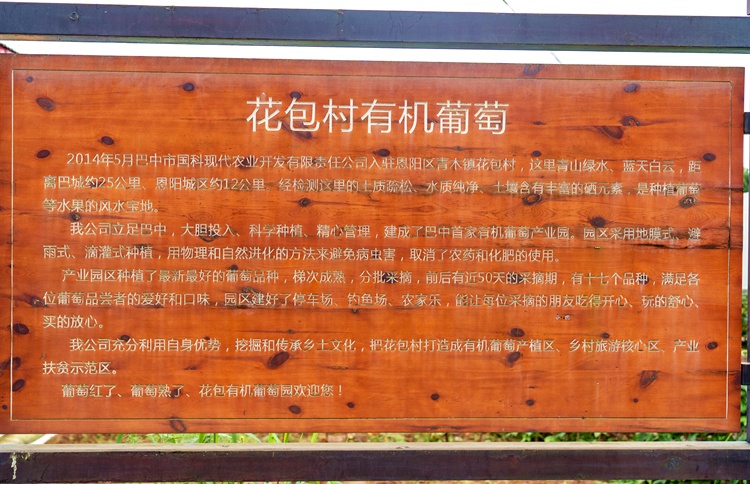 花包村有机葡萄
2014年5月巴中市国科现代农业开发有限责任公司入驻恩阳区青木镇花包村，这里青山绿水、蓝天白云，距
离巴城约25公里、恩阳城区约12公里，经检测这里的土质疏松、水质纯净、土壤含有丰富的硒元素，是种植葡萄
等水果的风水宝地。
我公司立足巴中，大胆投入、科学种植、精心管理，建成了巴中首家有机葡萄产业园。园区采用地膜式、避
雨式、滴灌式种植，用物理和自然洪化的方法来避免病虫害，取消了农药和化肥的使用。
产业园区种植了最新最好的葡萄品种，梯次成熟，分批采摘，前后有近50天的采摘期，有十七个品种，满足各
位葡萄品尝者的爱好和口味，园区建好了停车场、钓鱼场、农家乐，能让每位采摘的朋友吃得开心、玩的舒心、
买的放心。
我公司充分利用自身优势，挖掘和传承乡土文化，把花包村打造成有机葡萄产植区、乡村旅游核心区、产业
扶贫示范区。
葡萄红了、葡萄熟了、花包有机葡萄园欢迎您！